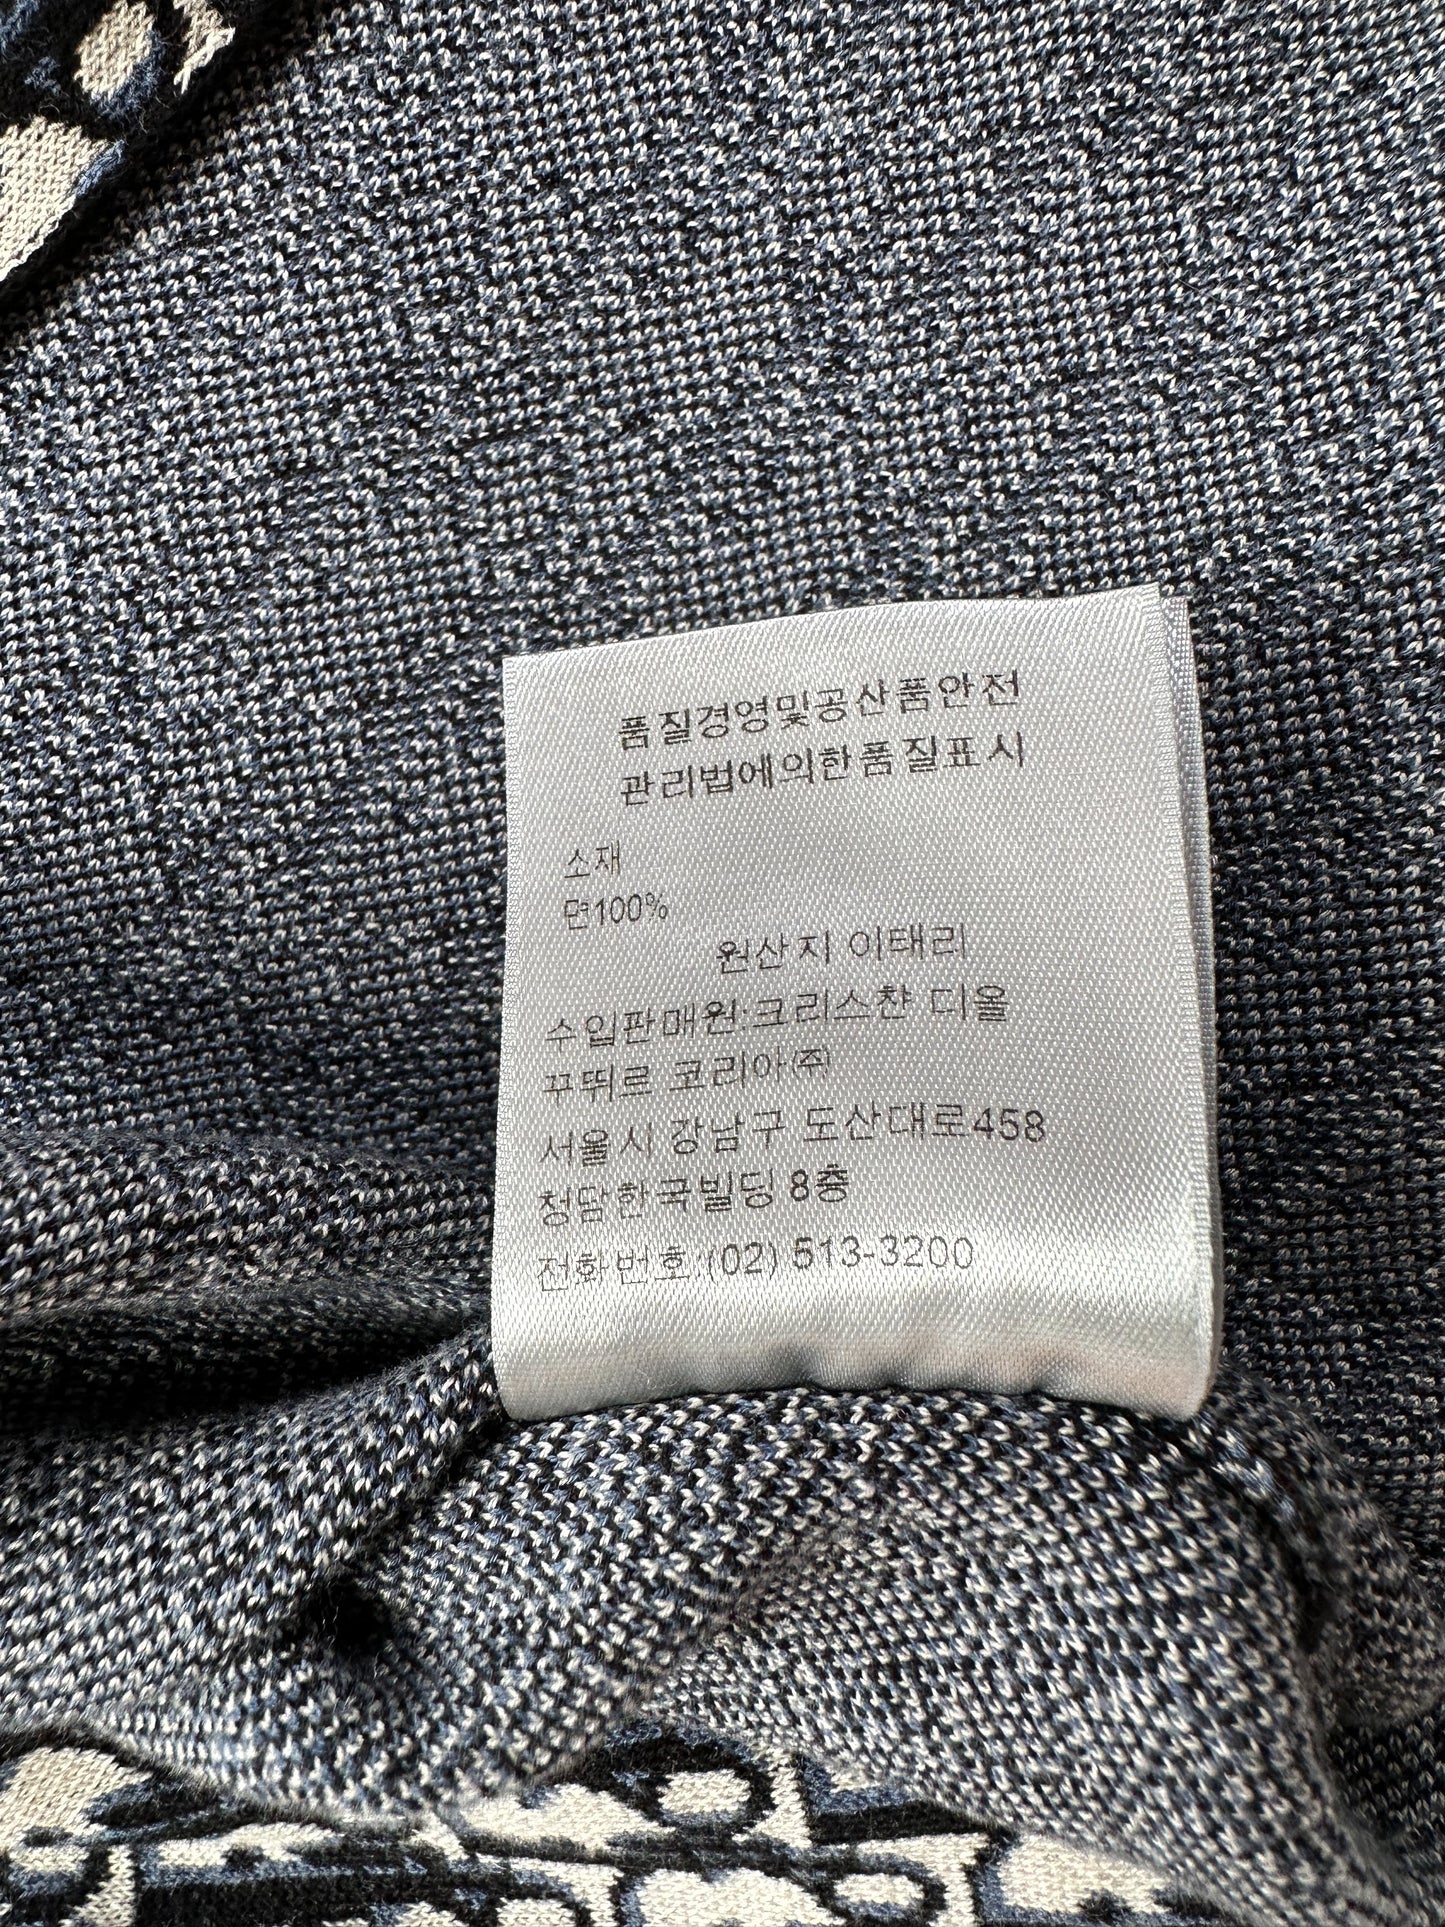 품질경영및공산품안전
관리법에의한품질표시
소재
면100%
원산지 이태리
수입판매원:크리스챤 디올
꾸뛰르 코리아(주)
서울시 강남구 도산대로458
청담한국빌딩 8층
전화번호:(02) 513-3200